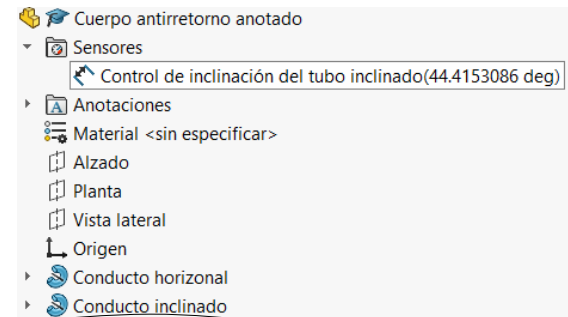 Cuerpo antirretorno anotado
Sensores
Control de inclinación del tubo inclinado(44.4153086 deg)
A Anotaciones
Material <sin especificar>
Alzado
Planta
Vista lateral
Origen
Conducto horizonal
Conducto inclinado